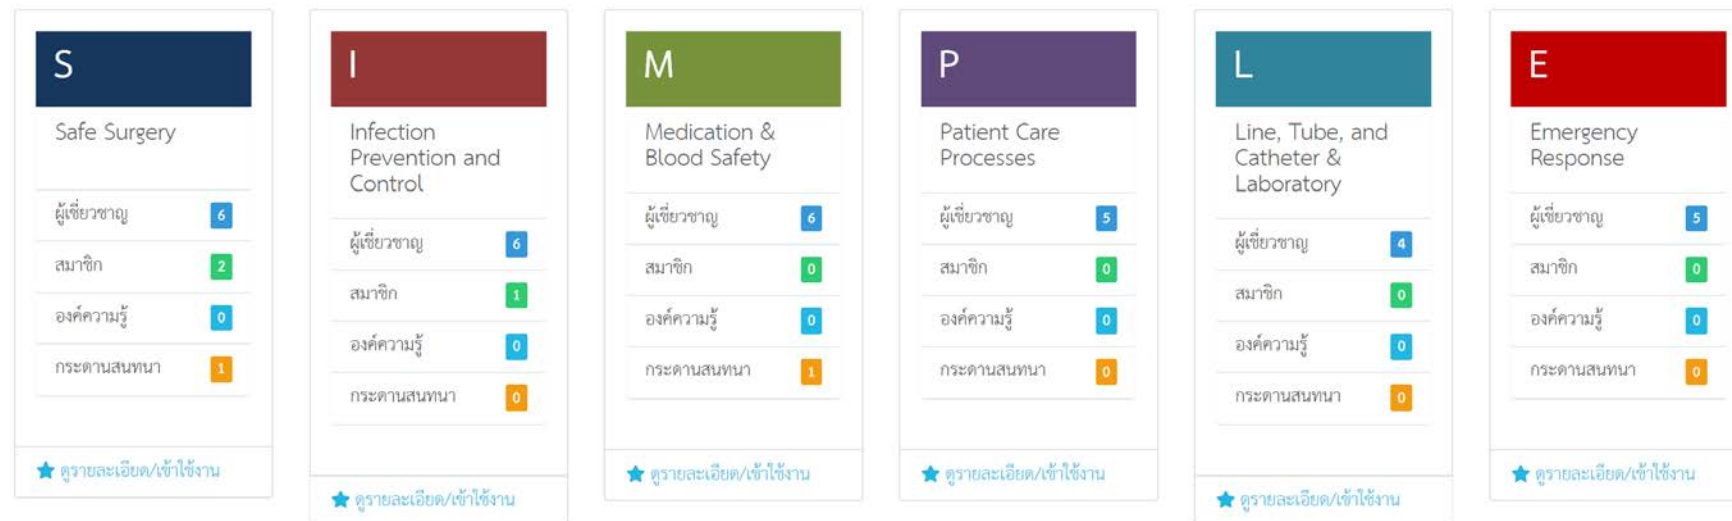 S
Safe Surgery
ผู้เชี่ยวชาญ 6
สมาชิก 2
องค์ความรู้ 0
กระดานสนทนา 1
ดูรายละเอียด/เข้าใช้งาน
I
Infection
Prevention and
Control
ผู้เชี่ยวชาญ 6
สมาชิก 1
องค์ความรู้ 0
กระดานสนทนา 0
ดูรายละเอียด/เข้าใช้งาน
M
Medication &
Blood Safety
ผู้เชี่ยวชาญ 6
สมาชิก 0
องค์ความรู้ 0
กระดานสนทนา 1
ดูรายละเอียด/เข้าใช้งาน
P
Patient Care
Processes
ผู้เชี่ยวชาญ 5
สมาชิก 0
องค์ความรู้ 0
กระดานสนทนา 0
ดูรายละเอียด/เข้าใช้งาน
L
Line, Tube, and
Catheter &
Laboratory
ผู้เชี่ยวชาญ 4
สมาชิก 0
องค์ความรู้ 0
กระดานสนทนา 0
ดูรายละเอียด/เข้าใช้งาน
E
Emergency
Response
ผู้เชี่ยวชาญ 5
สมาชิก 0
องค์ความรู้ 0
กระดานสนทนา 0
ดูรายละเอียด/เข้าใช้งาน